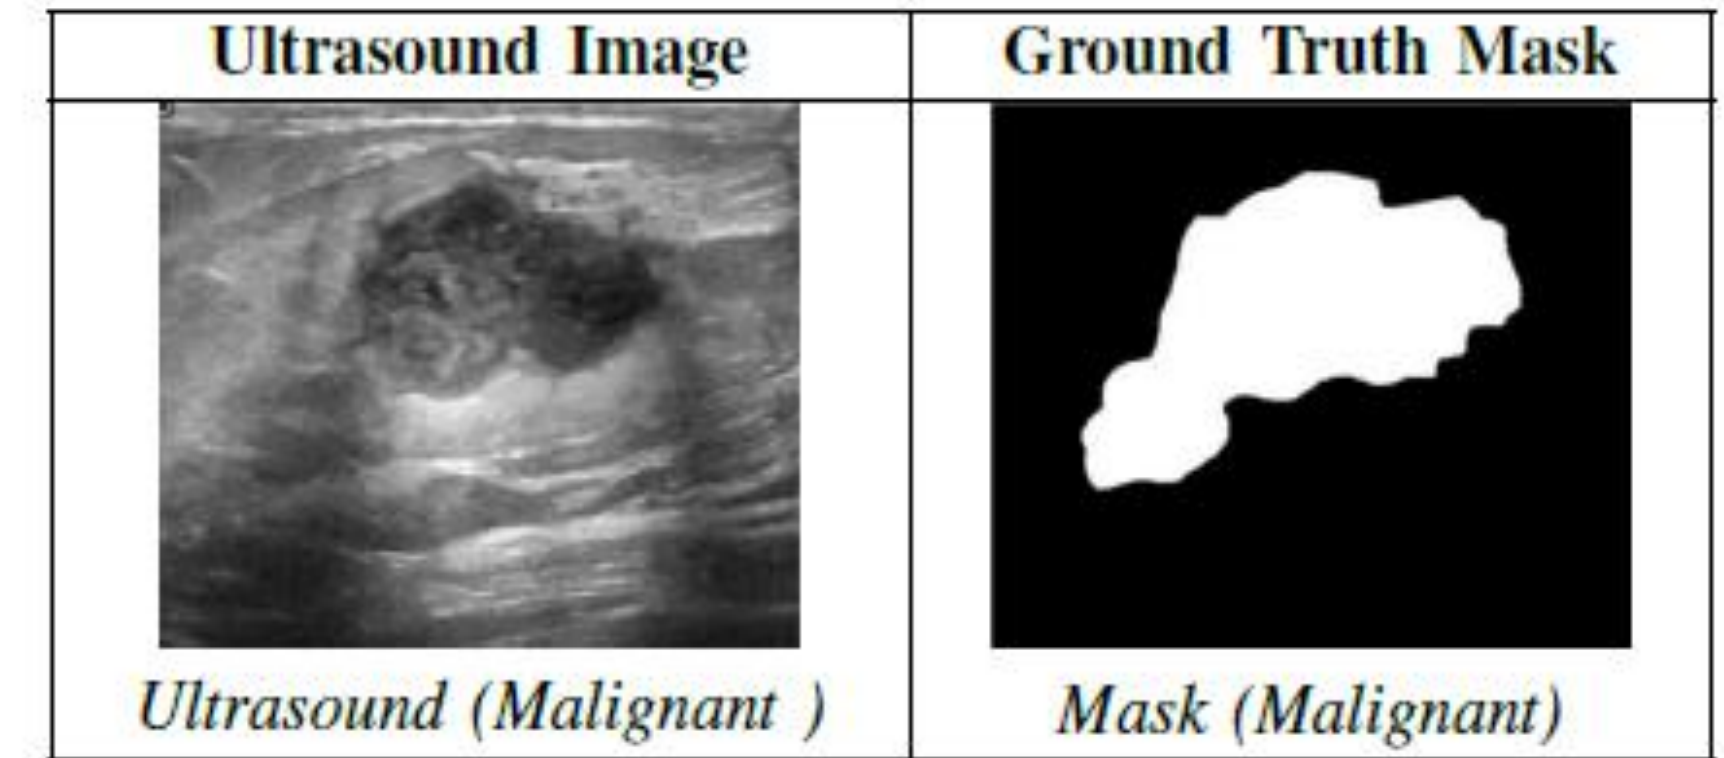 Ultrasound Image
Ground Truth Mask
Ultrasound (Malignant )
Mask (Malignant)